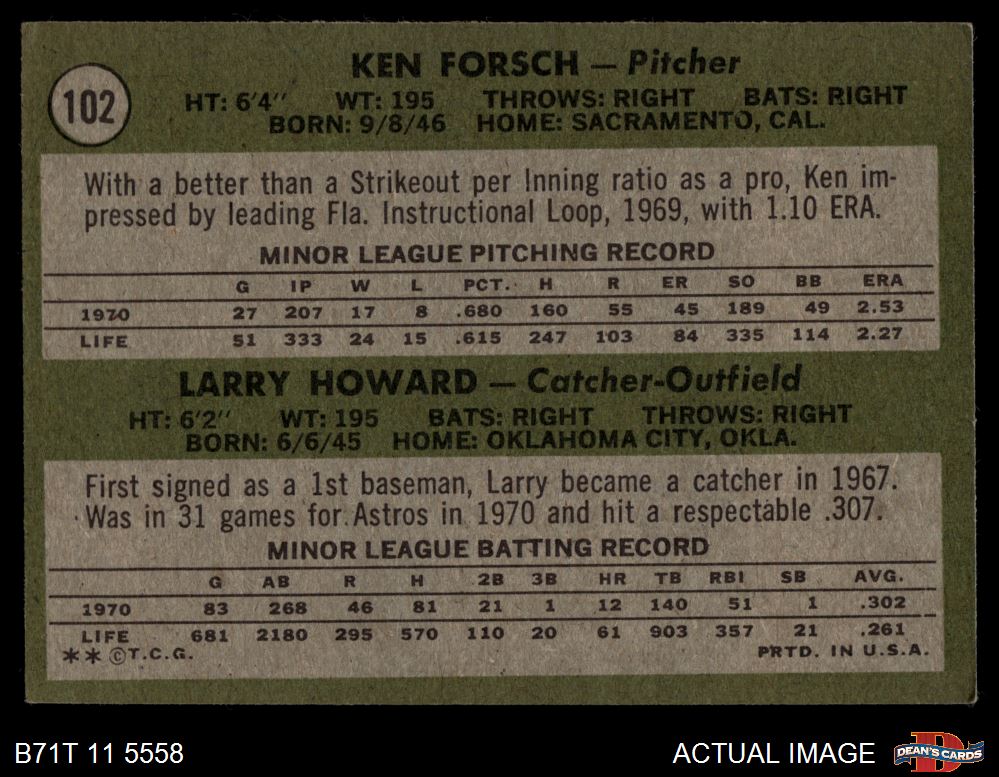 102
KEN FORSCH — Pitcher
HT: 6'4" WT: 195 THROWS: RIGHT BATS: RIGHT
BORN: 9/8/46 HOME: SACRAMENTO, CAL.
With a better than a Strikeout per Inning ratio as a pro, Ken im-
pressed by leading Fla. Instructional Loop, 1969, with 1.10 ERA.
MINOR LEAGUE PITCHING RECORD
G IP W L PCT. H R ER SO BB ERA
1970 27 207 17 8 .680 160 55 45 189 49 2.53
LIFE 51 333 24 15 .615 247 103 84 335 114 2.27
LARRY HOWARD — Catcher-Outfield
HT: 6'2" WT: 195 BATS: RIGHT THROWS: RIGHT
BORN: 6/6/45 HOME: OKLAHOMA CITY, OKLA.
First signed as a 1st baseman, Larry became a catcher in 1967.
Was in 31 games for Astros in 1970 and hit a respectable .307.
MINOR LEAGUE BATTING RECORD
G AB R H 2B 3B HR TB RBI SB AVG.
1970 83 268 46 81 21 1 12 140 51 1 .302
LIFE 681 2180 295 570 110 20 61 903 357 21 .261
** ©T.C.G. PRTD. IN U.S.A.
B71T 11 5558 ACTUAL IMAGE DEAN'S CARDS